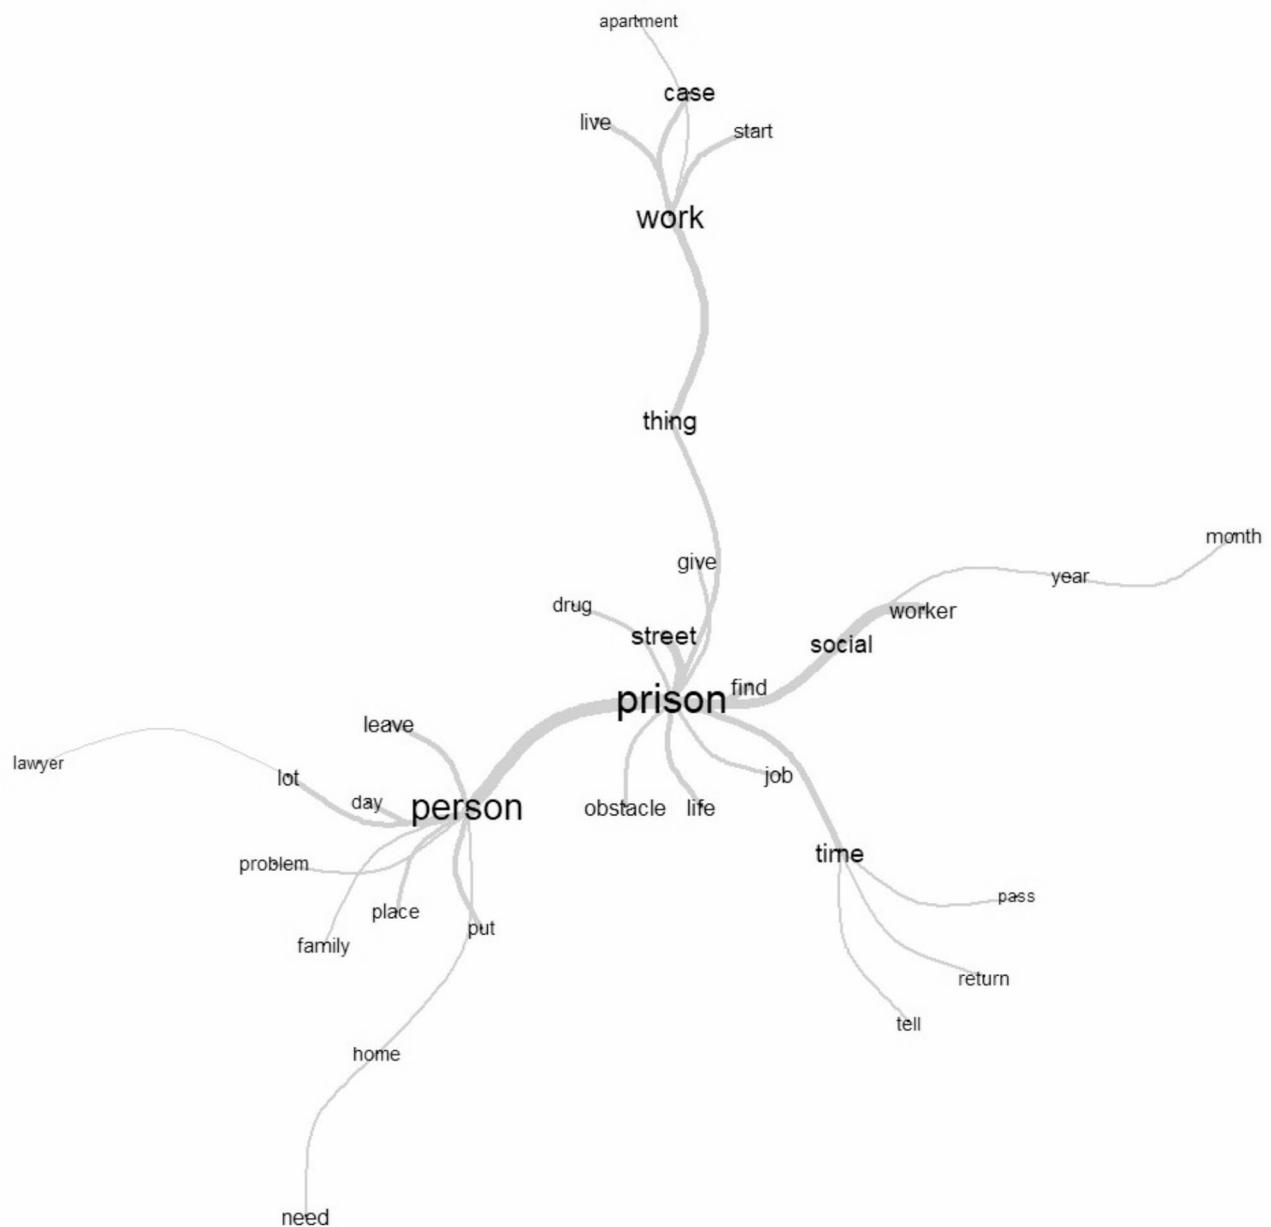 apartment
case
live
start
work
thing
month
give
year
drug
worker
street
social
find
prison
leave
lawyer
job
lot
day
person
obstacle
life
time
problem
pass
place
put
family
return
tell
home
need